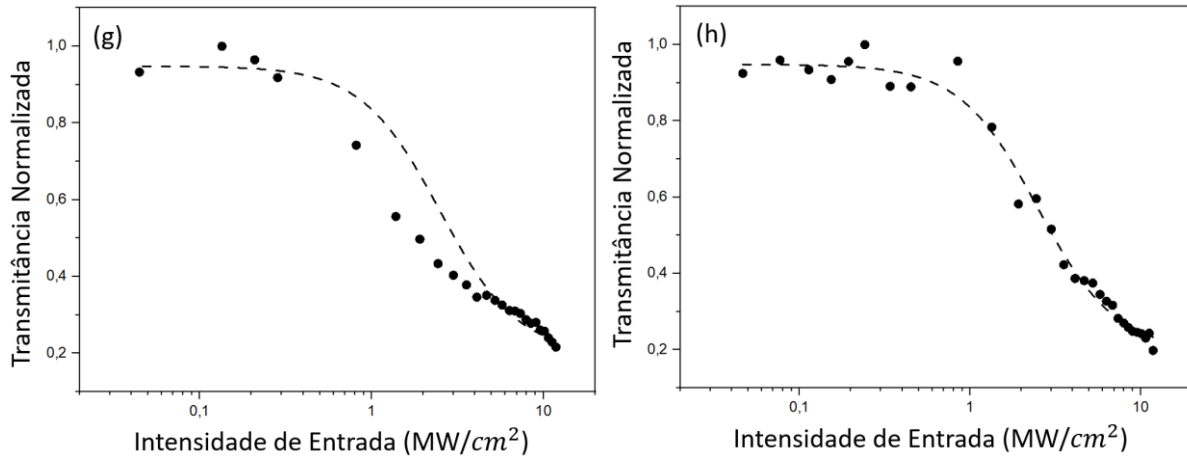 (g)
Transmitância Normalizada
1,0
0,8
0,6
0,4
0,2
0,1
1
10
Intensidade de Entrada (MW/cm²)
(h)
Transmitância Normalizada
1,0
0,8
0,6
0,4
0,2
0,1
1
10
Intensidade de Entrada (MW/cm²)